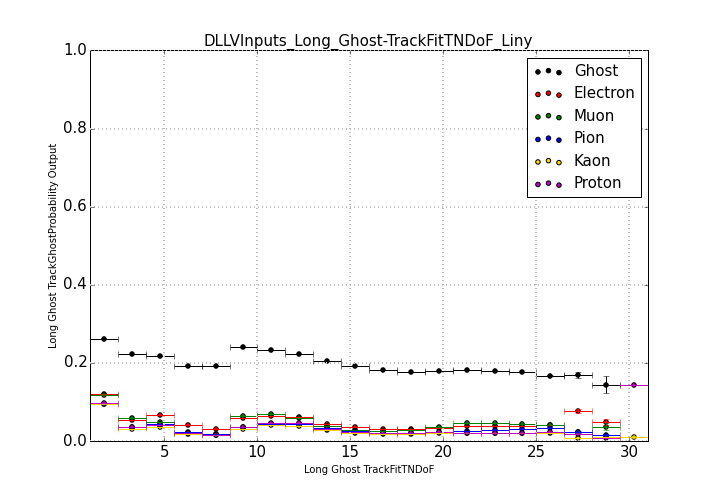 DLLVInputs_Long_Ghost-TrackFitTNDoF_Liny
1.0
0.8
0.6
0.4
0.2
0.0
Long Ghost TrackGhostProbability Output
Ghost
Electron
Muon
Pion
Kaon
Proton
5
10
15
20
25
30
Long Ghost TrackFitTNDoF